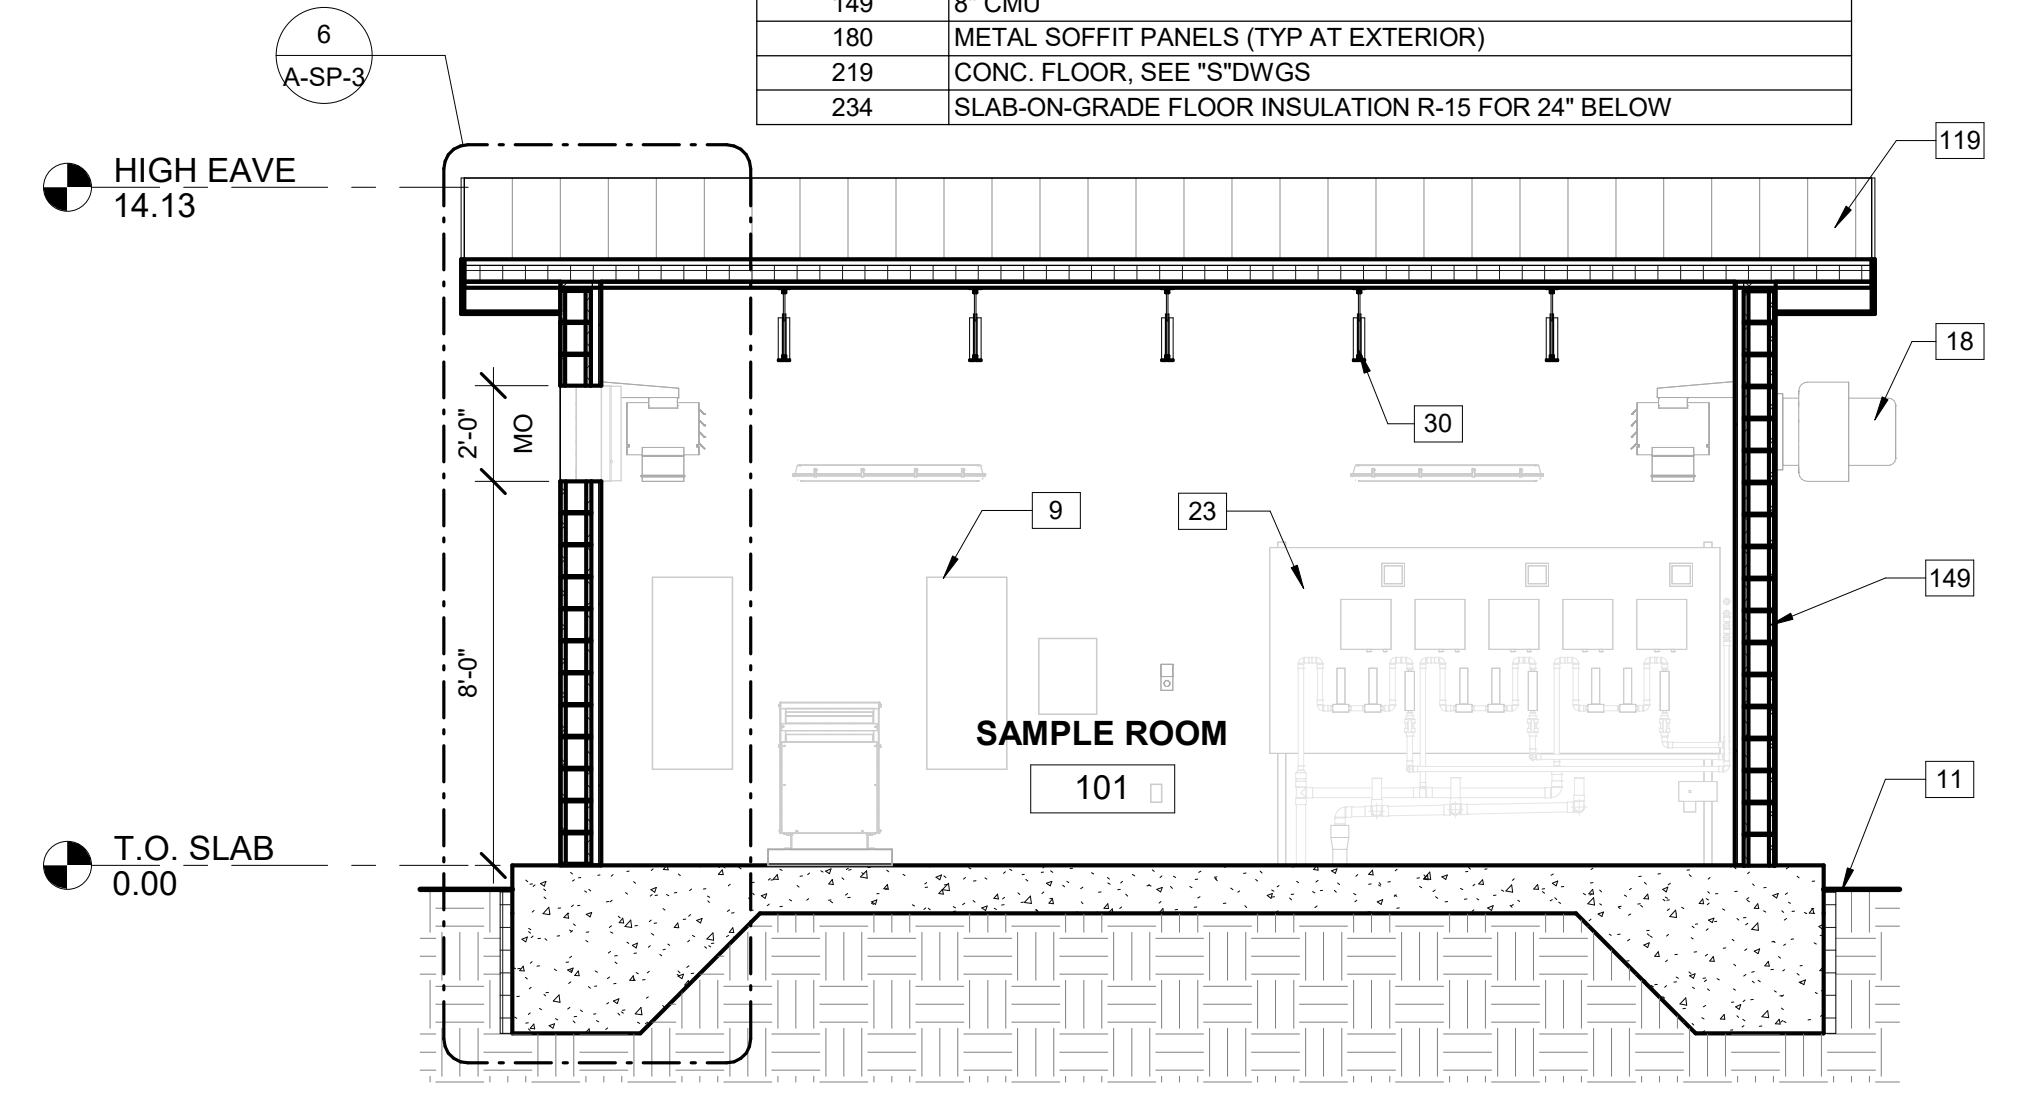 149 8" CMU
180 METAL SOFFIT PANELS (TYP AT EXTERIOR)
219 CONC. FLOOR, SEE "S"DWGS
234 SLAB-ON-GRADE FLOOR INSULATION R-15 FOR 24" BELOW
6
A-SP-3
119
HIGH EAVE
14.13
18
30
2'-0"
MO
9
23
149
8'-0"
SAMPLE ROOM
101
11
T.O. SLAB
0.00